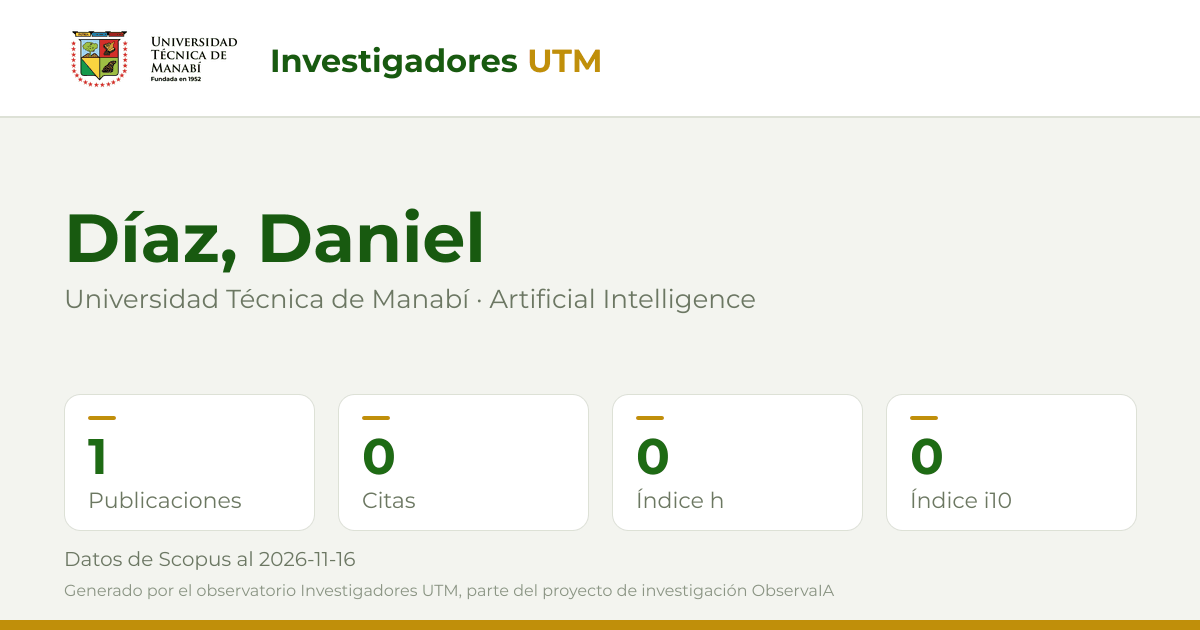 UNIVERSIDAD
TÉCNICA DE
MANABÍ
Fundada en 1952
Investigadores UTM
Díaz, Daniel
Universidad Técnica de Manabí · Artificial Intelligence
1
Publicaciones
0
Citas
0
Índice h
0
Índice i10
Datos de Scopus al 2026-11-16
Generado por el observatorio Investigadores UTM, parte del proyecto de investigación ObservaIA